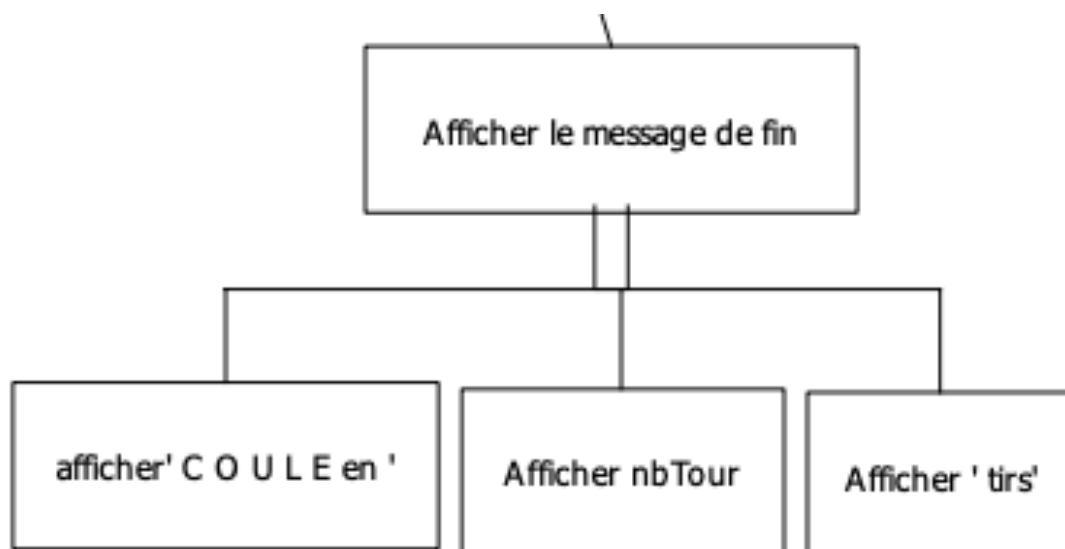 Afficher le message de fin
afficher' C O U L E en '
Afficher nbTour
Afficher ' tirs'